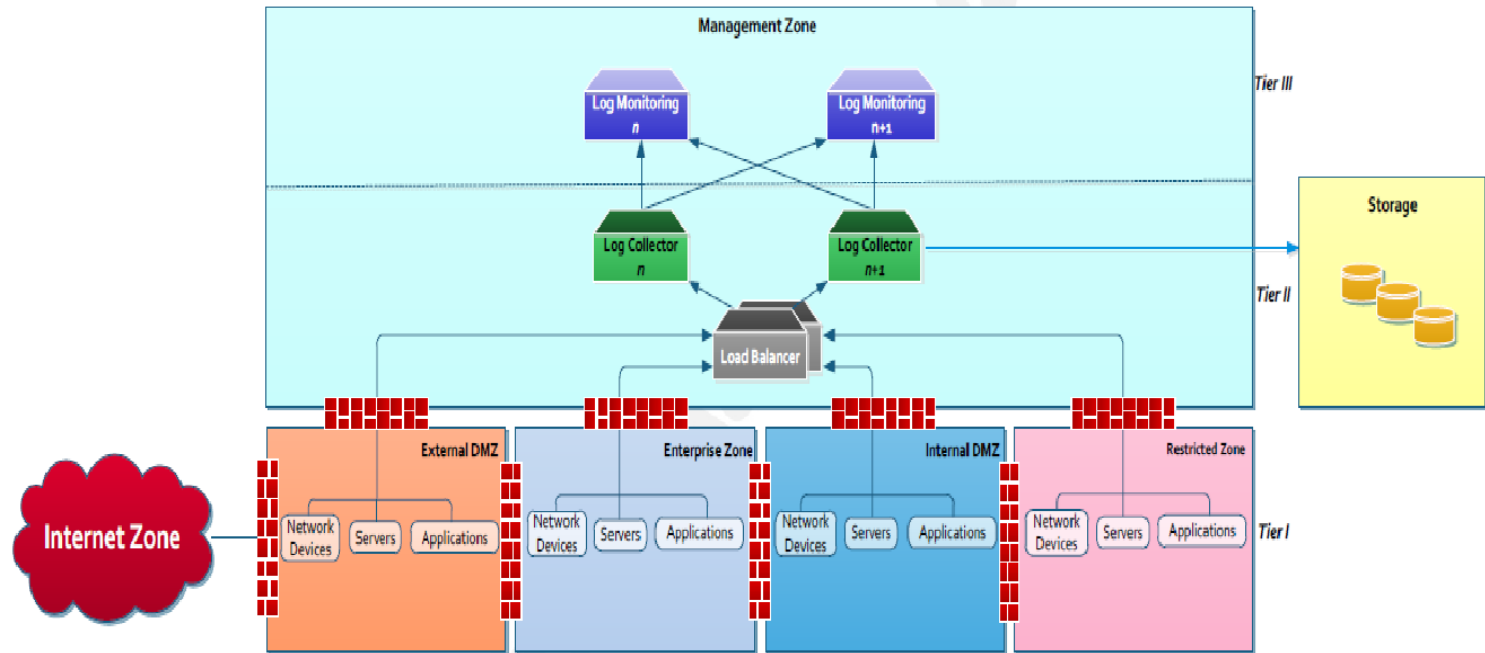 Management Zone
Tier III
Log Monitoring
n
Log Monitoring
n+1
Storage
Log Collector
n
Log Collector
n+1
Tier II
Load Balancer
External DMZ
Enterprise Zone
Internal DMZ
Restricted Zone
Internet Zone
Network
Devices
Servers
Applications
Network
Devices
Servers
Applications
Network
Devices
Servers
Applications
Network
Devices
Servers
Applications
Tier I